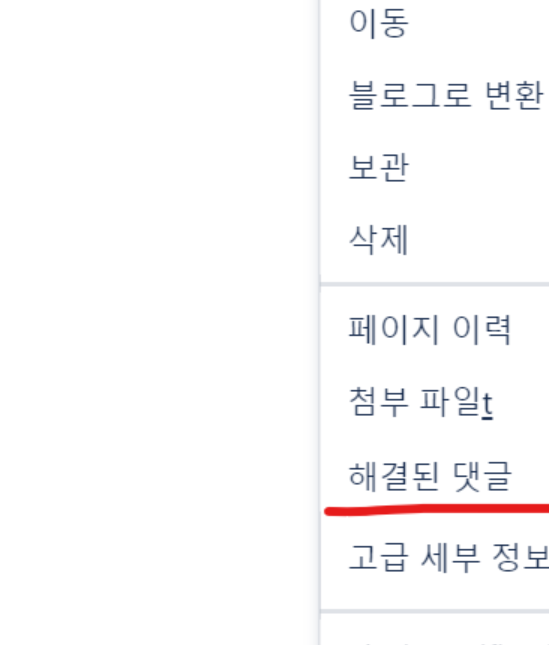 이동
블로그로 변환
보관
삭제
페이지 이력
첨부 파일t
해결된 댓글
고급 세부 정보